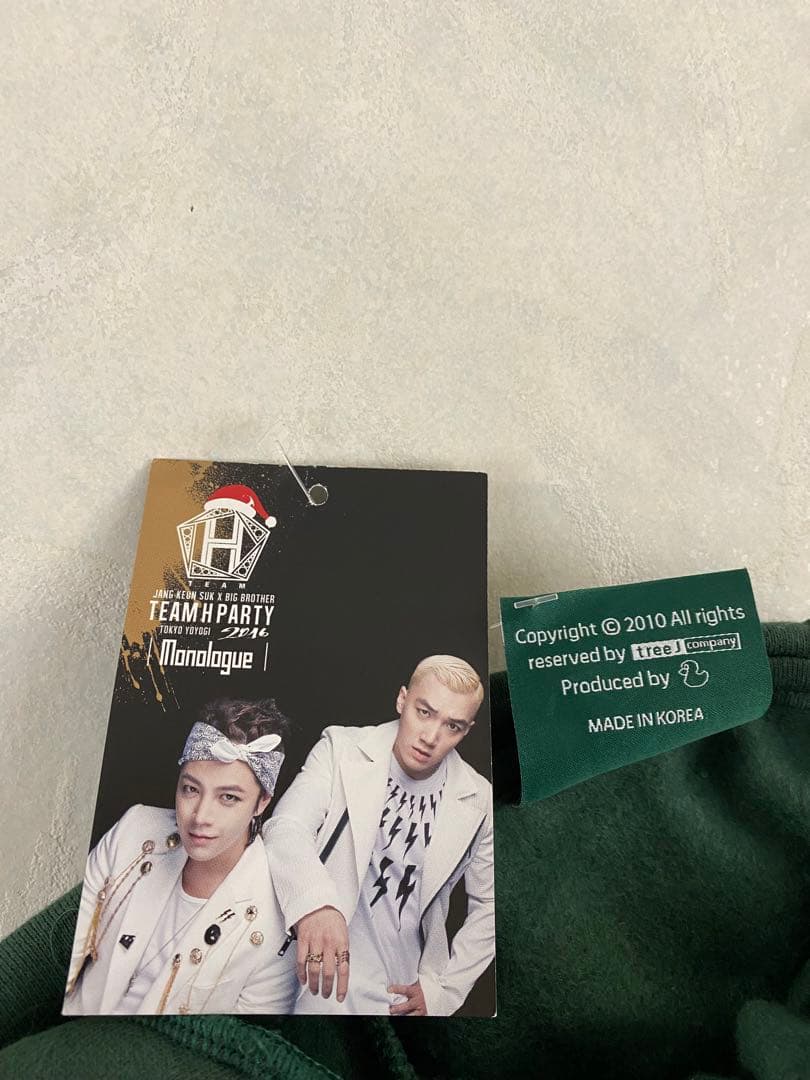 H
TEAM
JANG KEUN SUK X BIG BROTHER
TEAM H PARTY
TOKYO YOYOGI 2016
Monologue
Copyright © 2010 All rights
reserved by tree J company
Produced by
MADE IN KOREA